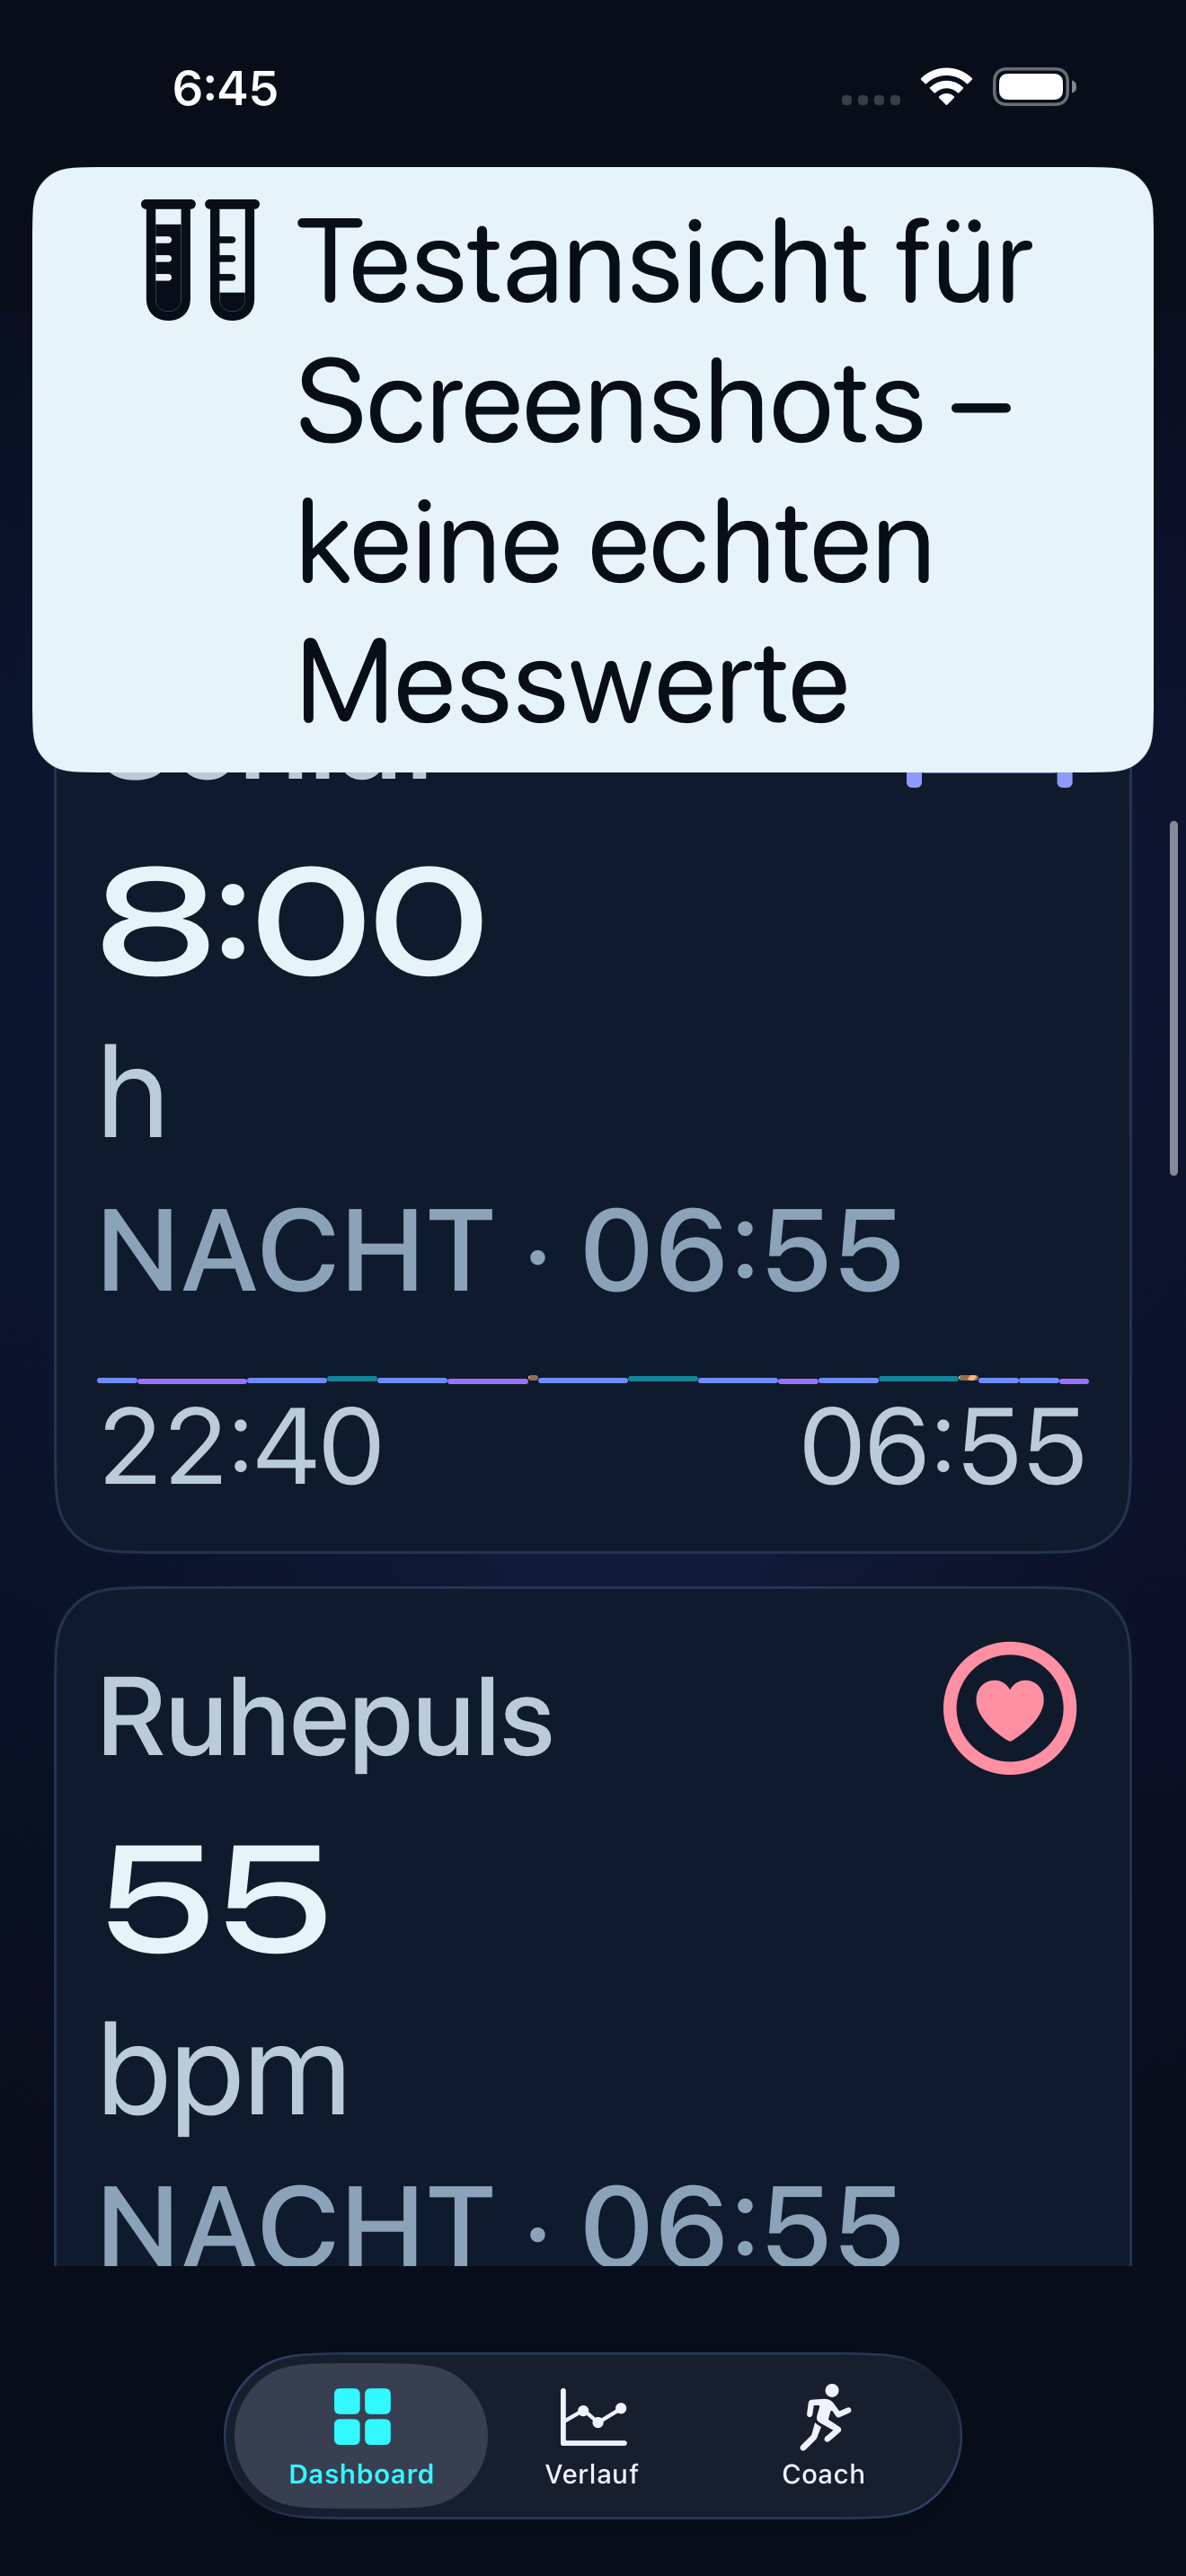 6:45
Testansicht für
Screenshots –
keine echten
Messwerte
8:00
h
NACHT · 06:55
22:40 06:55
Ruhepuls
55
bpm
NACHT · 06:55
Dashboard Verlauf Coach